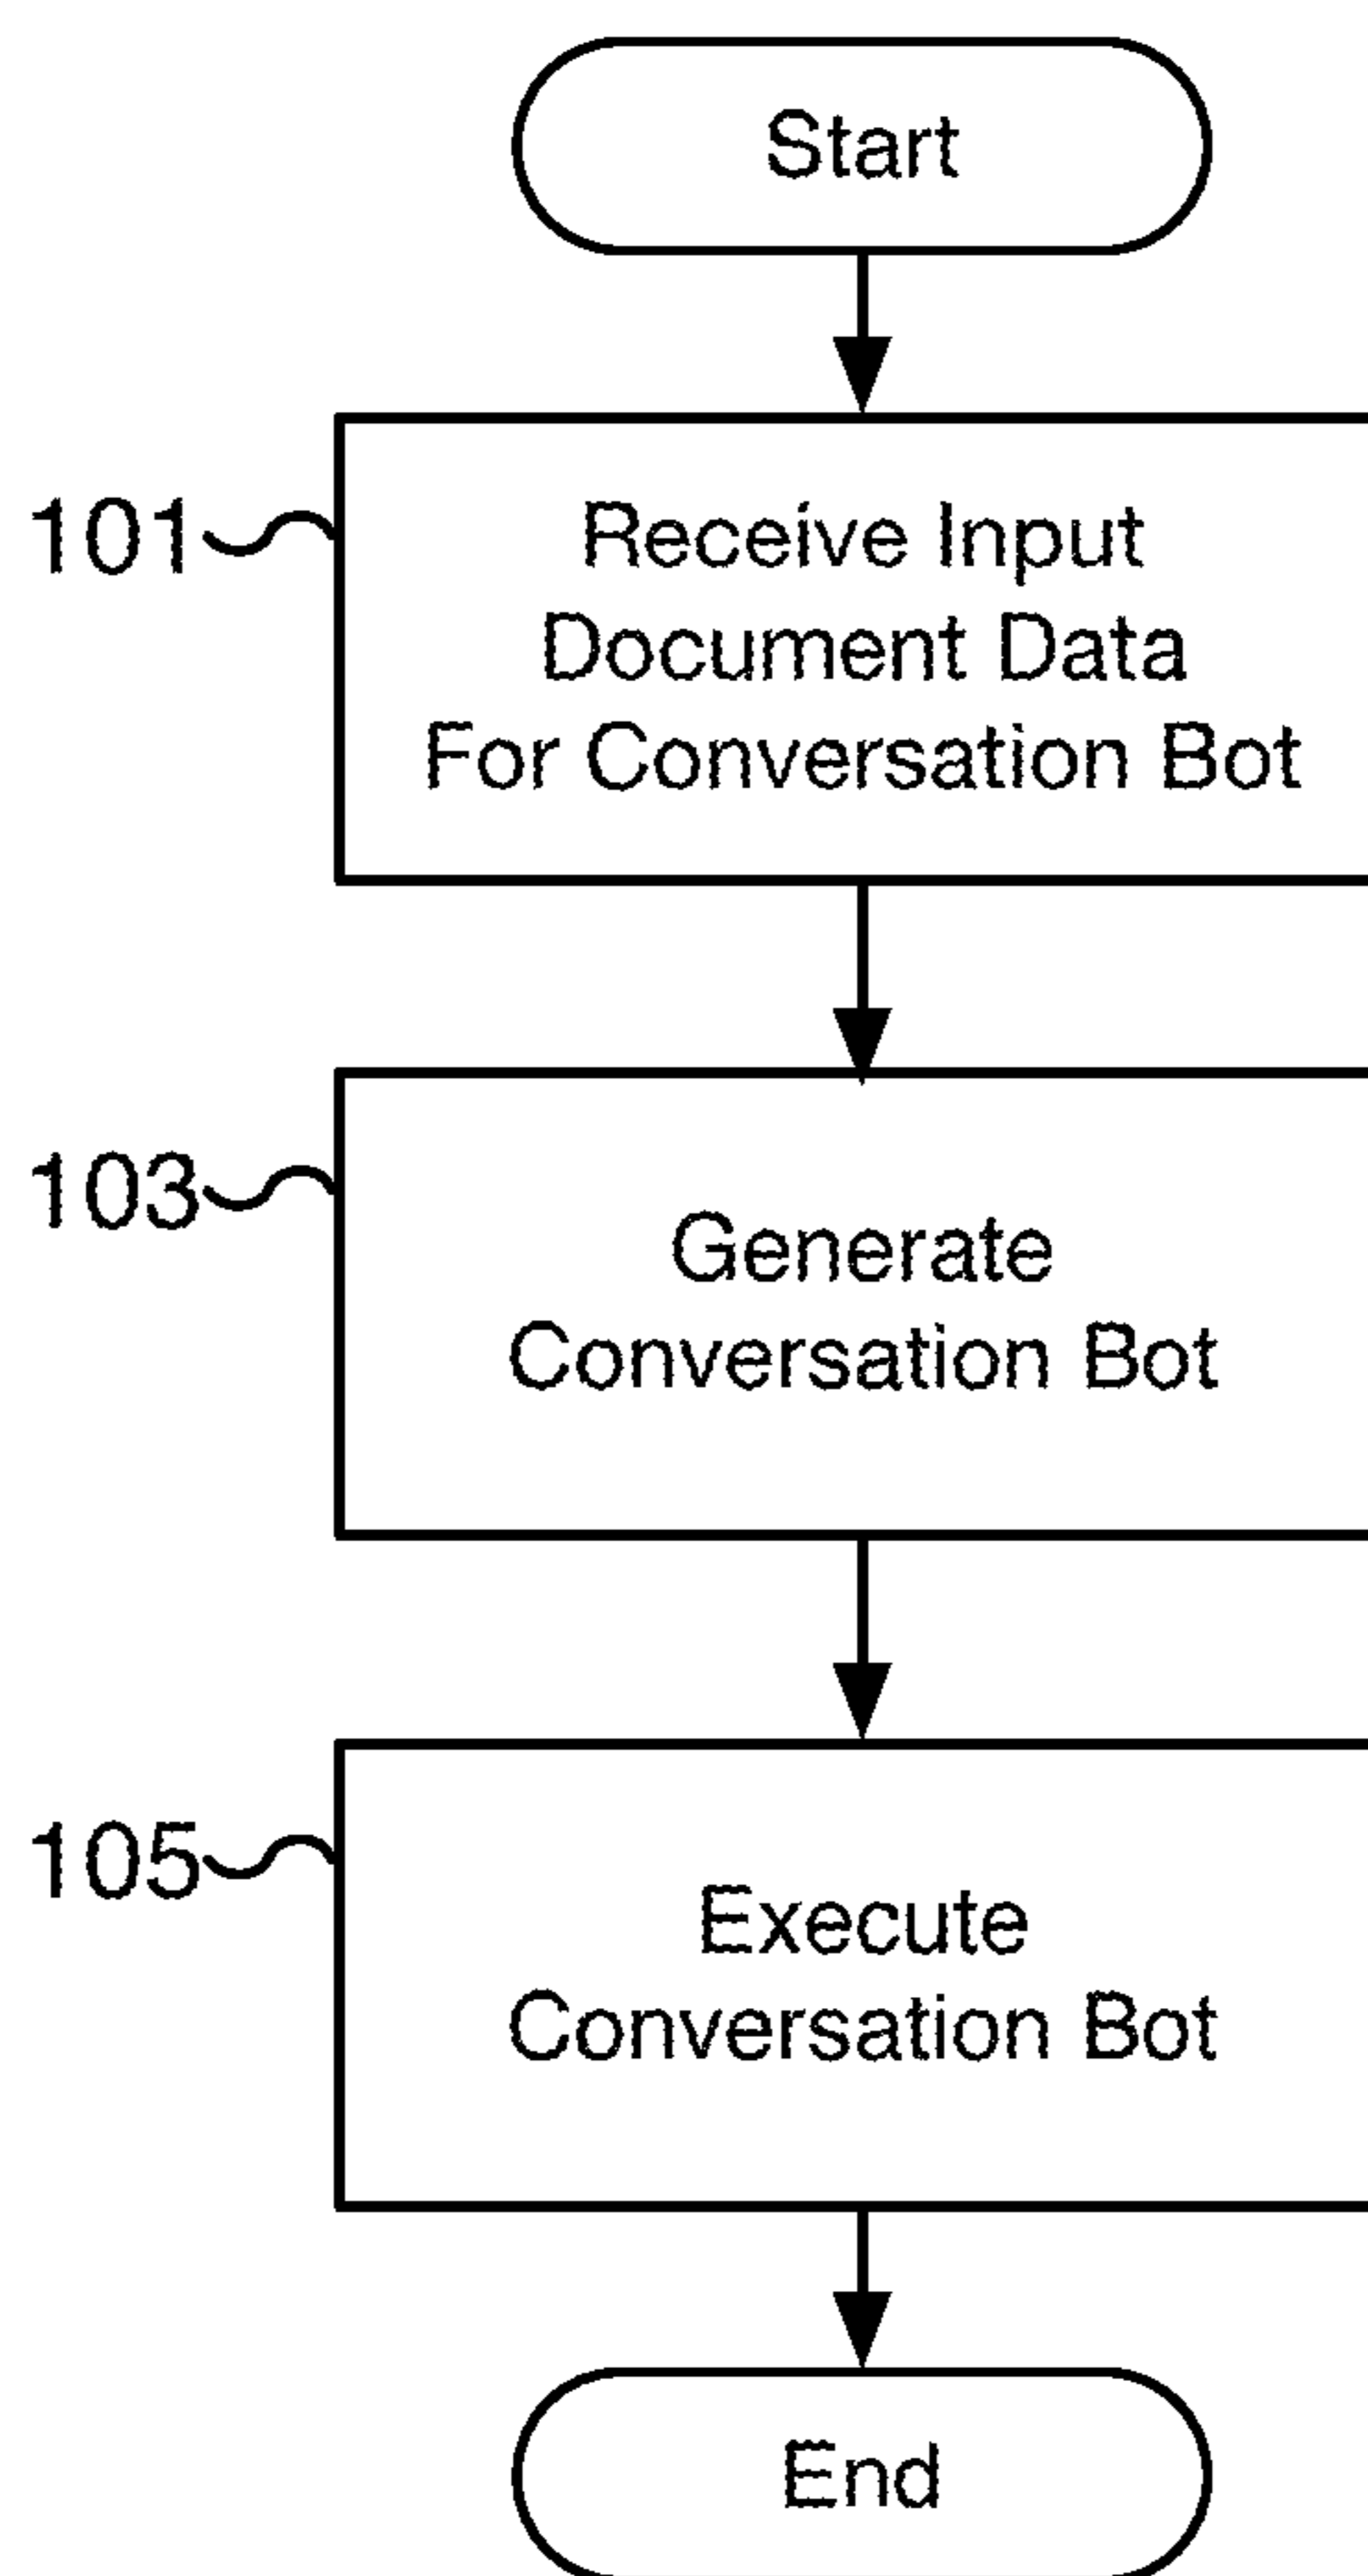 Start
101
Receive Input
Document Data
For Conversation Bot
103
Generate
Conversation Bot
105
Execute
Conversation Bot
End